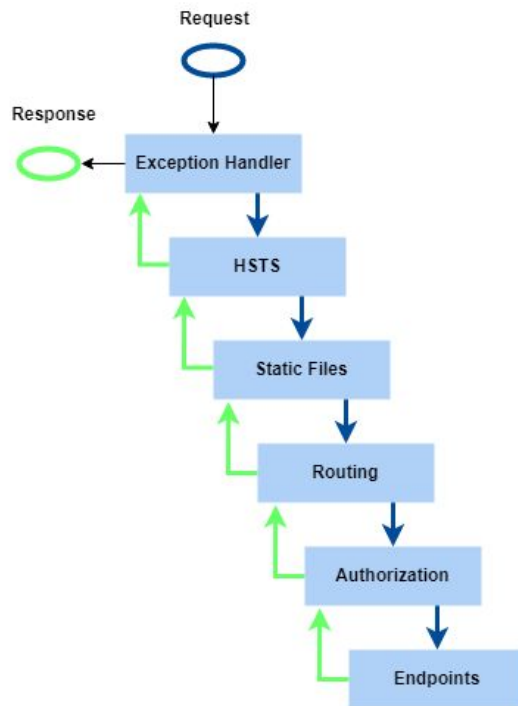 Request
Response
Exception Handler
HSTS
Static Files
Routing
Authorization
Endpoints